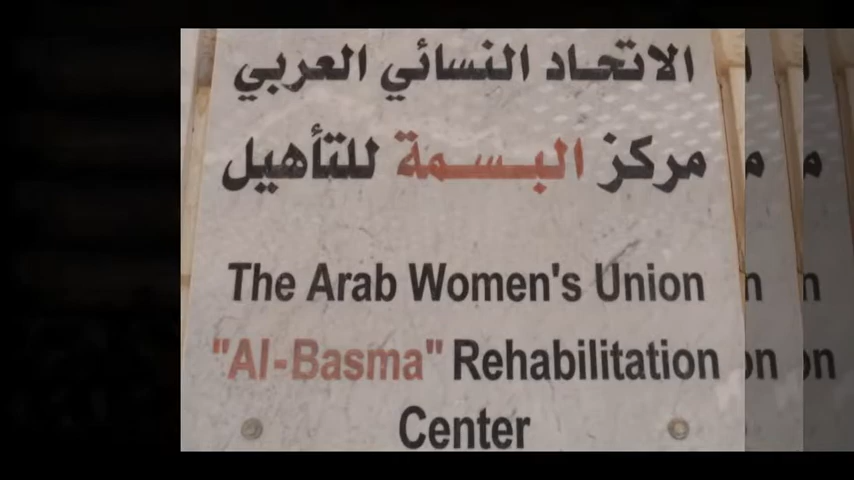 الاتحاد النسائي العربي
مركز البسمة للتأهيل
The Arab Women's Union
"Al-Basma" Rehabilitation
Center